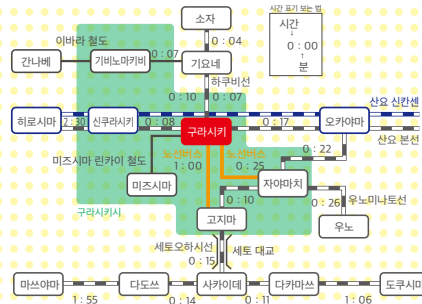 시간 표기 보는 법
시간
↓
0 : 00
↑
분
소자
0 : 04
이바라 철도
간나베
기비노마키비
0 : 07
기요네
하쿠비선
0 : 10
0 : 07
산요 신칸센
히로시마
2 : 30
신쿠라시키
0 : 08
구라시키
0 : 17
오카야마
산요 본선
노선버스
1 : 00
노선버스
0 : 25
0 : 22
미즈시마 린카이 철도
미즈시마
자야마치
구라시키시
0 : 10
0 : 26
우노미나토선
고지마
우노
세토오하시선
0 : 15
세토 대교
마쓰야마
다도쓰
사카이데
다카마쓰
도쿠시마
1 : 55
0 : 14
0 : 11
1 : 06